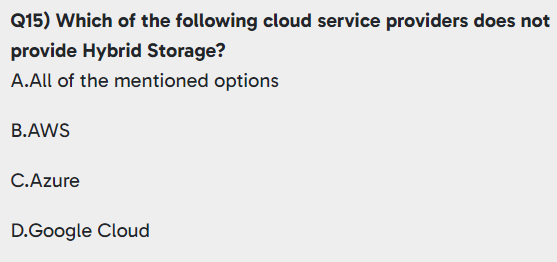 Q15) Which of the following cloud service providers does not
provide Hybrid Storage?
A.All of the mentioned options
B.AWS
C.Azure
D.Google Cloud